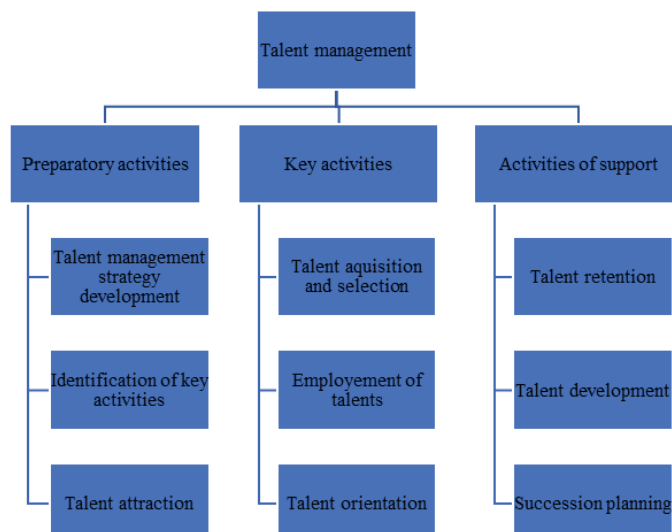 Talent management
Preparatory activities
Key activities
Activities of support
Talent management
strategy
development
Identification of key
activities
Talent attraction
Talent aquisition
and selection
Employement of
talents
Talent orientation
Talent retention
Talent development
Succession planning